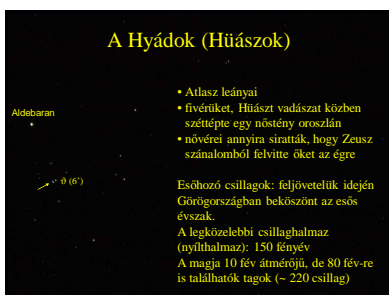 A Hyádok (Hüászok)
• Atlasz leányai
• fivérüket, Hüászt vadászat közben
széttépte egy nőstény oroszlán
• nővérei annyira siratták, hogy Zeusz
szánalomból felvitte őket az égre
Aldebaran
ϑ (6')
Esőhozó csillagok: feljövetelük idején
Görögországban beköszönt az esős
évszak.
A legközelebbi csillaghalmaz
(nyílthalmaz): 150 fényév
A magja 10 fév átmérőjű, de 80 fév-re
is találhatók tagok (~ 220 csillag)